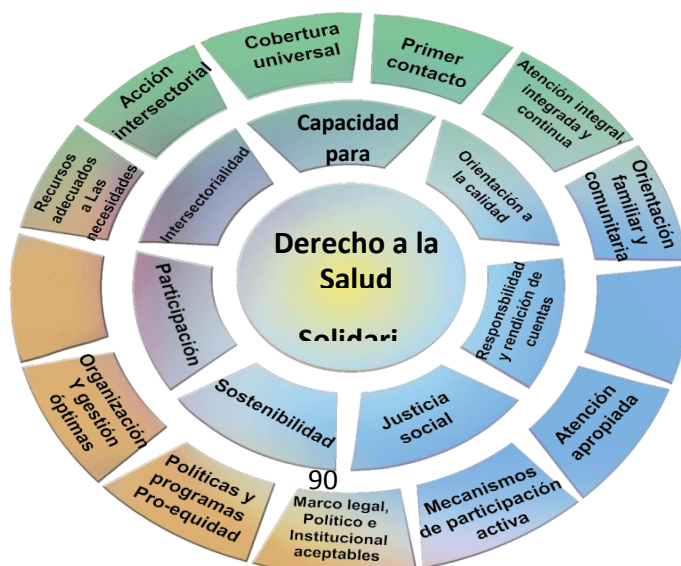 Cobertura
universal
Primer
contacto
Atención integral,
integrada y
continua
Orientación
familiar y
comunitaria
Atención
apropiada
Mecanismos
de participación
activa
90
Marco legal,
Político e
Institucional
aceptables
Políticas y
programas
Pro-equidad
Organización
Y gestión
óptimas
Recursos
adecuados
a Las
necesidades
Acción
intersectorial
Capacidad
para
Orientación a
la calidad
Responsbilidad
y rendición de
cuentas
Justicia
social
Sostenibilidad
Participación
Intersectorialidad
Derecho a la
Salud
Solidari